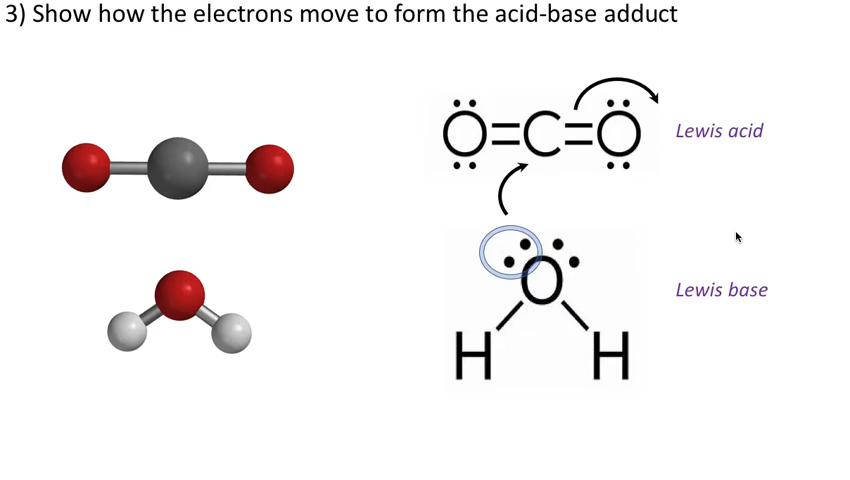 3) Show how the electrons move to form the acid-base adduct
O=C=O
Lewis acid
O
Lewis base
H H